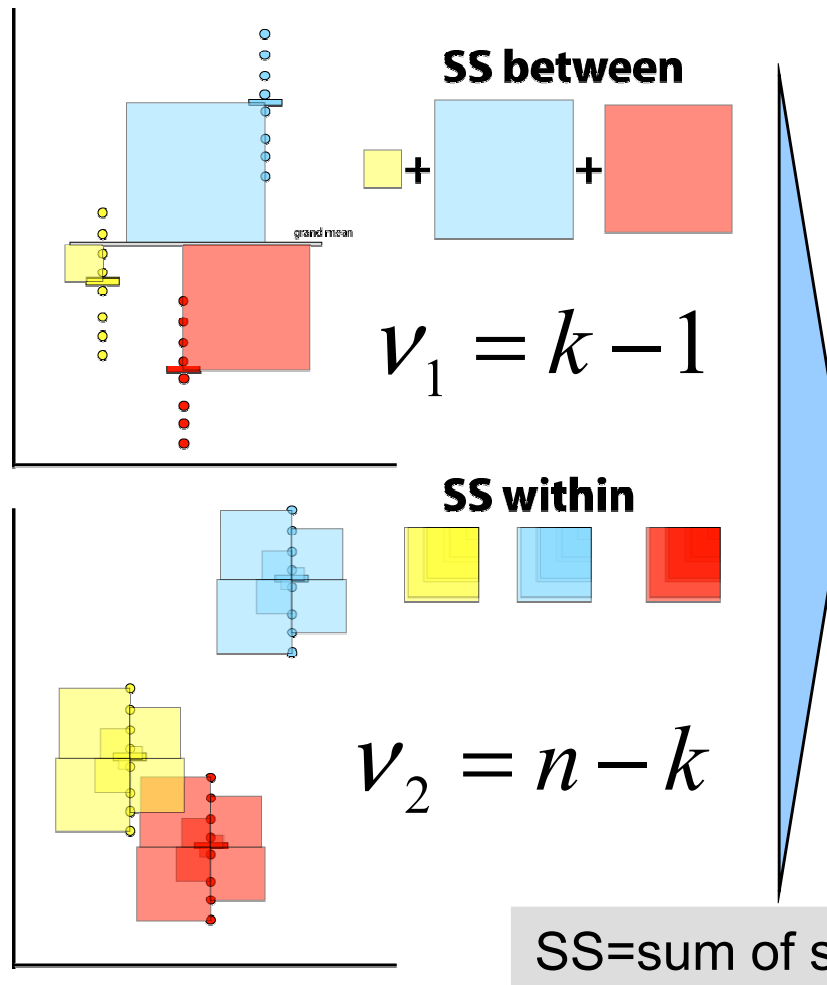 SS between
+ +
grand mean
ν₁ = k − 1
SS within
ν₂ = n − k
SS=sum of s